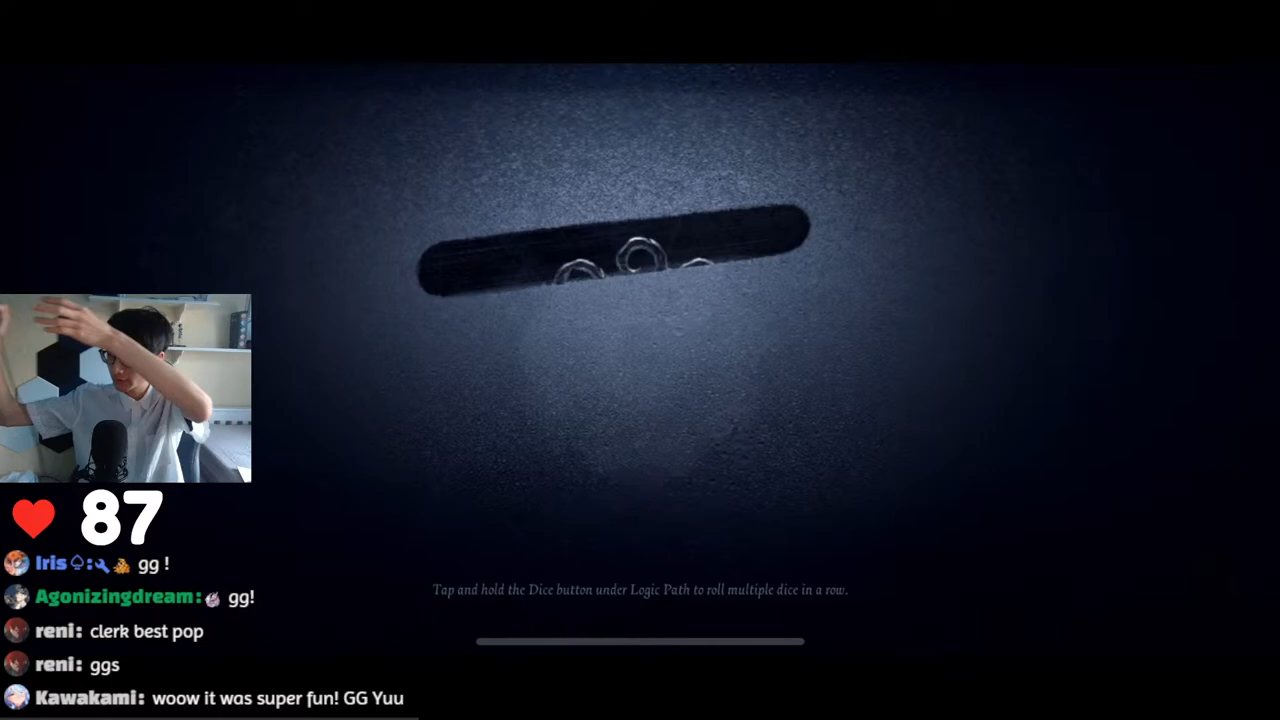 Tap and hold the Dice button under Logic Path to roll multiple dice in a row.
87
Iris♤:🔧 gg !
Agonizingdream: gg!
reni: clerk best pop
reni: ggs
Kawakami: woow it was super fun! GG Yuu